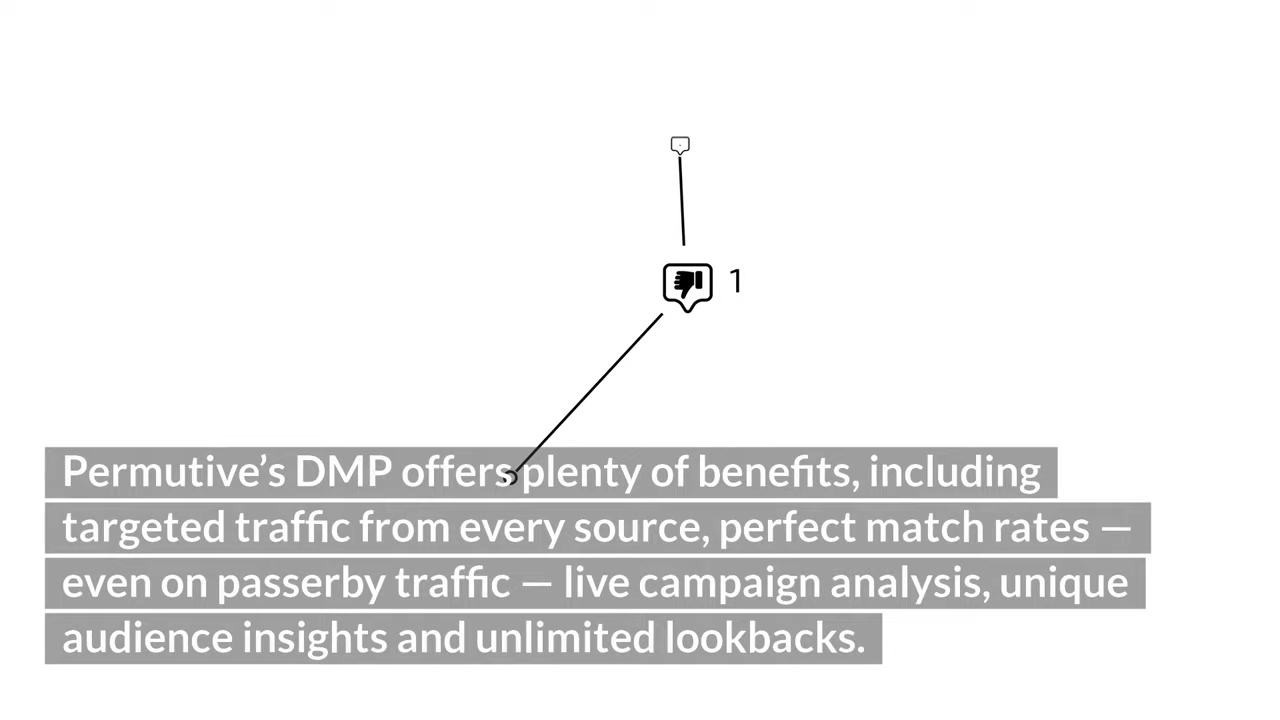 1
Permutive’s DMP offers plenty of benefits, including
targeted traffic from every source, perfect match rates —
even on passerby traffic — live campaign analysis, unique
audience insights and unlimited lookbacks.